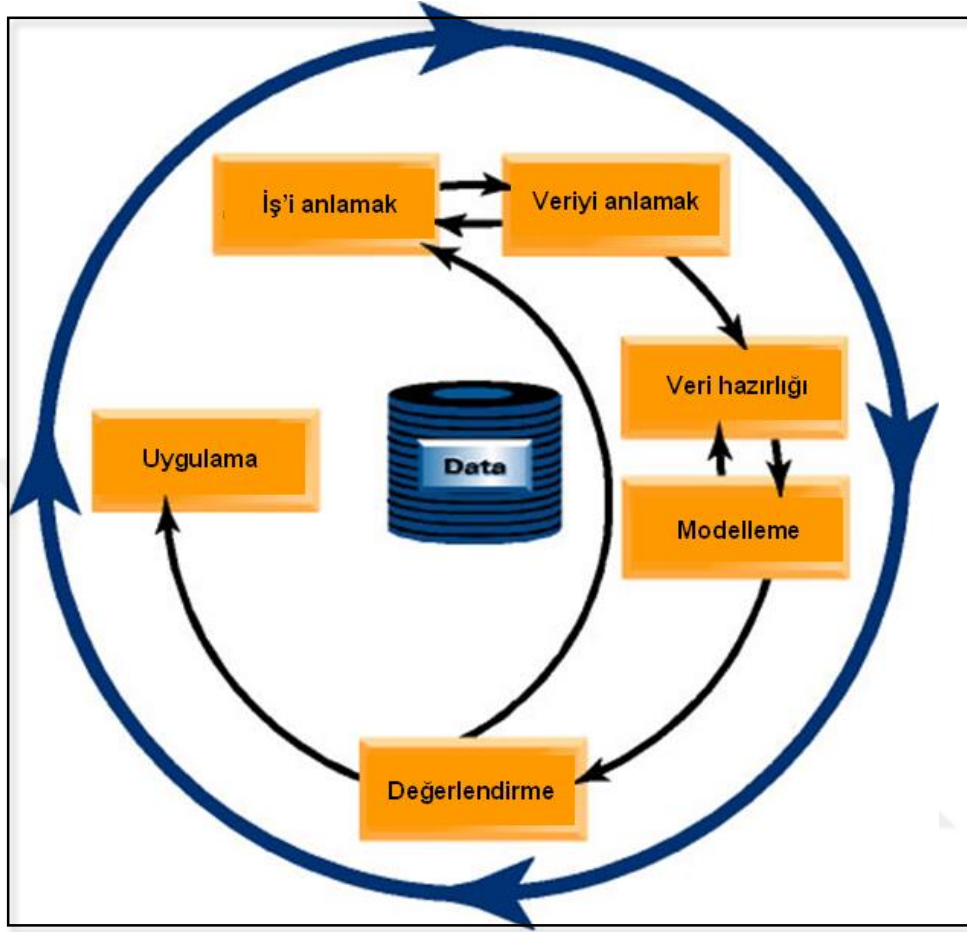 İş'i anlamak
Veriyi anlamak
Veri hazırlığı
Uygulama
Data
Modelleme
Değerlendirme